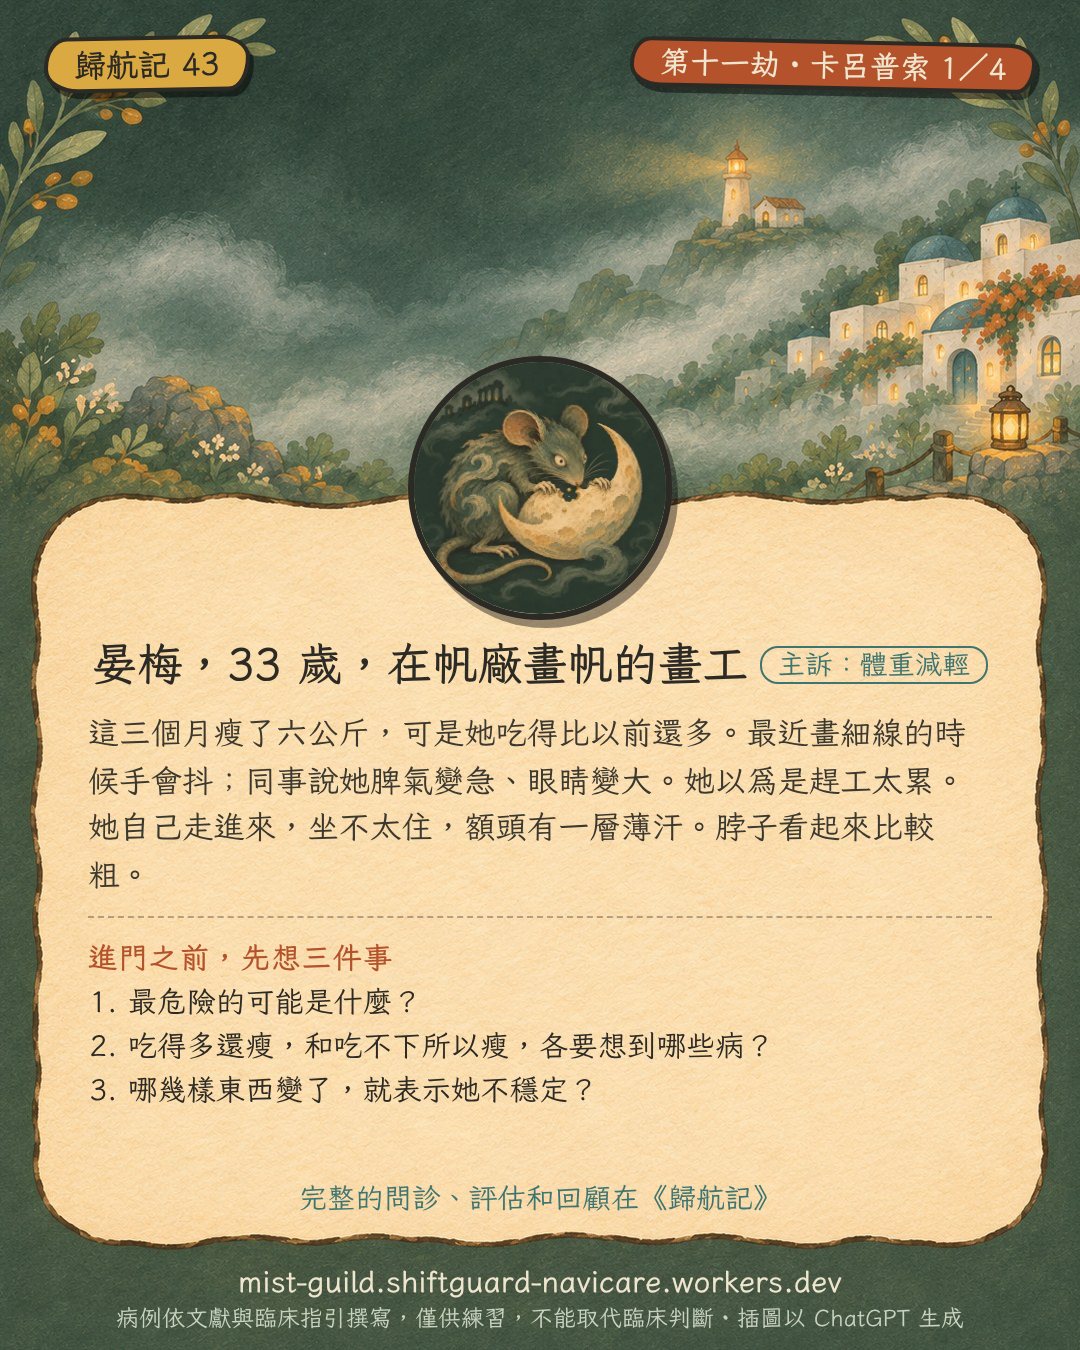 歸航記 43
第十一劫・卡呂普索 1／4
晏梅，33 歲，在帆廠畫帆的畫工
主訴：體重減輕
這三個月瘦了六公斤，可是她吃得比以前還多。最近畫細線的時
候手會抖；同事說她脾氣變急、眼睛變大。她以爲是趕工太累。
她自己走進來，坐不太住，額頭有一層薄汗。脖子看起來比較
粗。
進門之前，先想三件事
1. 最危險的可能是什麼？
2. 吃得多還瘦，和吃不下所以瘦，各要想到哪些病？
3. 哪幾樣東西變了，就表示她不穩定？
完整的問診、評估和回顧在《歸航記》
mist-guild.shiftguard-navicare.workers.dev
病例依文獻與臨床指引撰寫，僅供練習，不能取代臨床判斷・插圖以 ChatGPT 生成